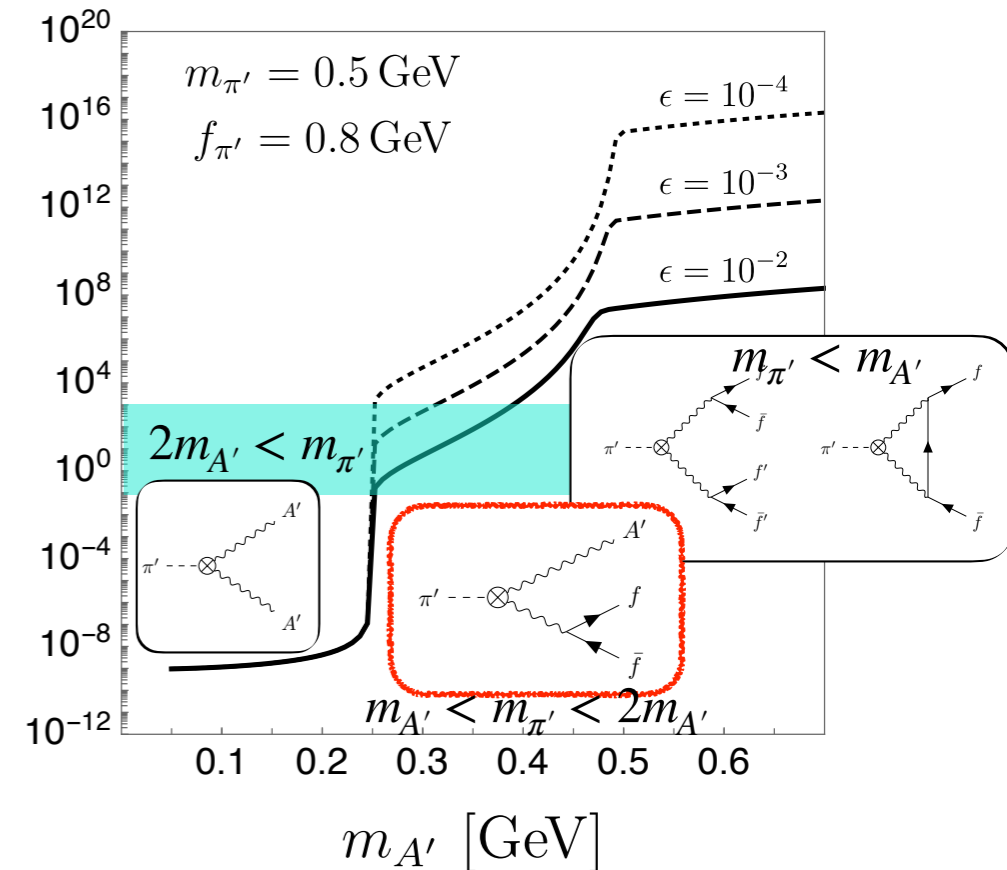 10^20
m_π′ = 0.5 GeV
ϵ = 10^−4
10^16
f_π′ = 0.8 GeV
ϵ = 10^−3
10^12
ϵ = 10^−2
10^8
m_π′ < m_A′
f
f
f̄
10^4
2m_A′ < m_π′
π′
π′
10^0
f′
f̄′
f̄
A′
A′
10^−4
π′
π′
f
A′
10^−8
f̄
m_A′ < m_π′ < 2m_A′
10^−12
0.1 0.2 0.3 0.4 0.5 0.6
m_A′ [GeV]